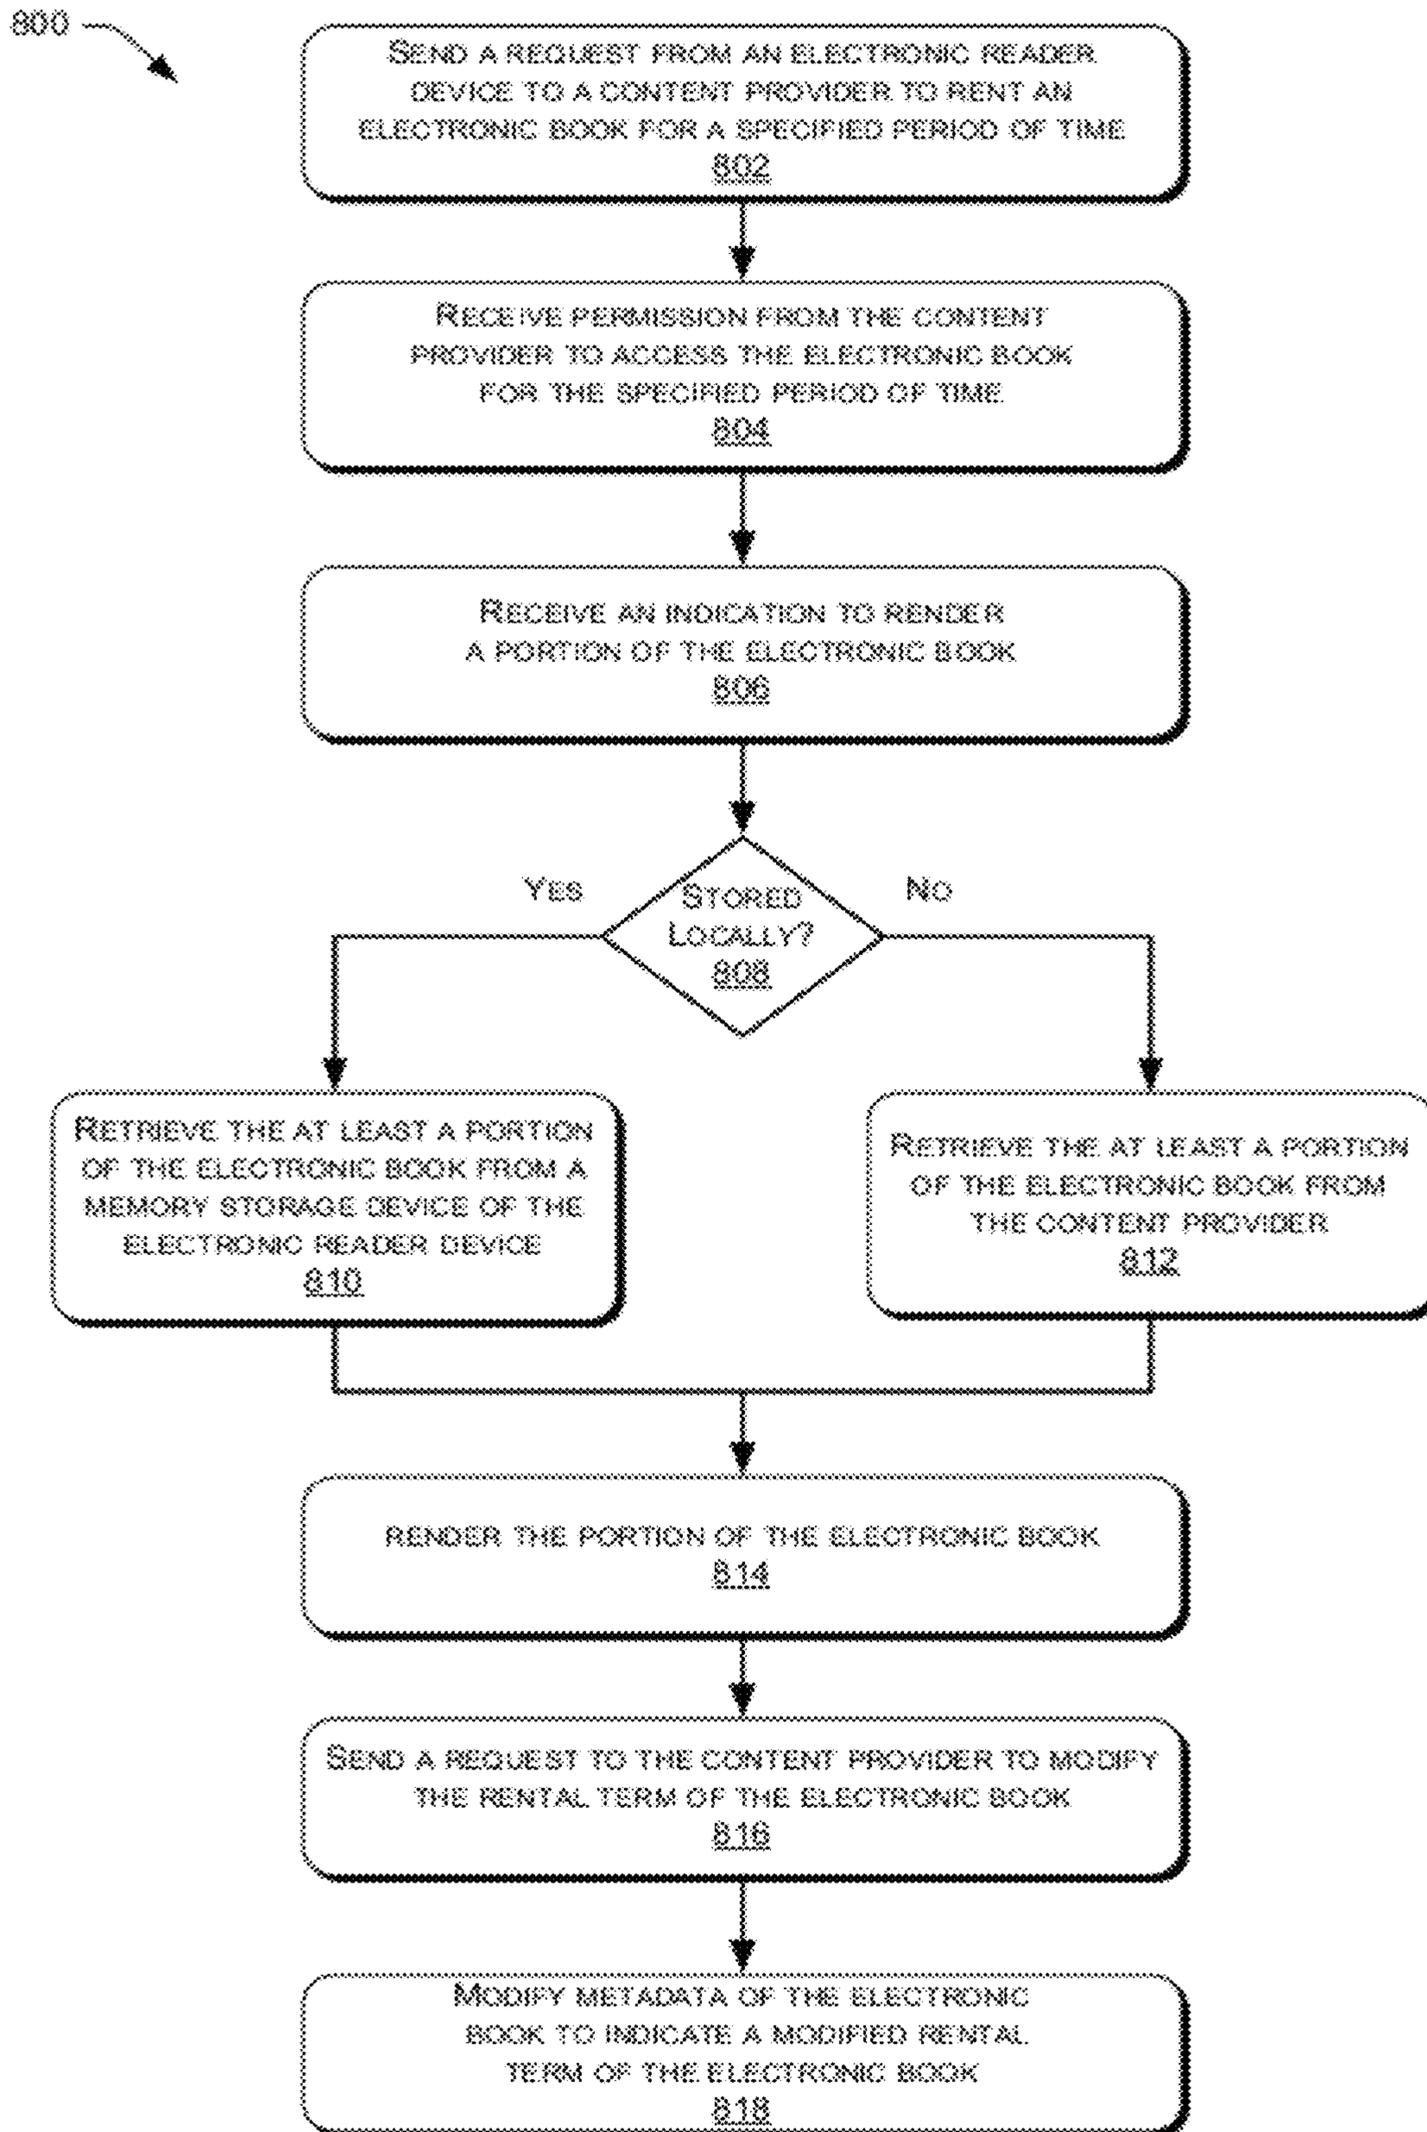 800
SEND A REQUEST FROM AN ELECTRONIC READER
DEVICE TO A CONTENT PROVIDER TO RENT AN
ELECTRONIC BOOK FOR A SPECIFIED PERIOD OF TIME
802
RECEIVE PERMISSION FROM THE CONTENT
PROVIDER TO ACCESS THE ELECTRONIC BOOK
FOR THE SPECIFIED PERIOD OF TIME
804
RECEIVE AN INDICATION TO RENDER
A PORTION OF THE ELECTRONIC BOOK
806
YES
STORED
LOCALLY?
808
NO
RETRIEVE THE AT LEAST A PORTION
OF THE ELECTRONIC BOOK FROM A
MEMORY STORAGE DEVICE OF THE
ELECTRONIC READER DEVICE
810
RETRIEVE THE AT LEAST A PORTION
OF THE ELECTRONIC BOOK FROM
THE CONTENT PROVIDER
812
RENDER THE PORTION OF THE ELECTRONIC BOOK
814
SEND A REQUEST TO THE CONTENT PROVIDER TO MODIFY
THE RENTAL TERM OF THE ELECTRONIC BOOK
816
MODIFY METADATA OF THE ELECTRONIC
BOOK TO INDICATE A MODIFIED RENTAL
TERM OF THE ELECTRONIC BOOK
818